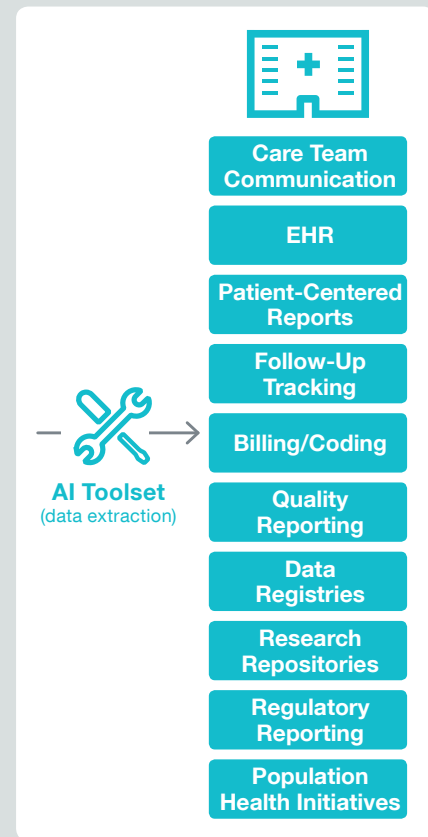 Care Team
Communication
EHR
Patient-Centered
Reports
Follow-Up
Tracking
Billing/Coding
AI Toolset
(data extraction)
Quality
Reporting
Data
Registries
Research
Repositories
Regulatory
Reporting
Population
Health Initiatives